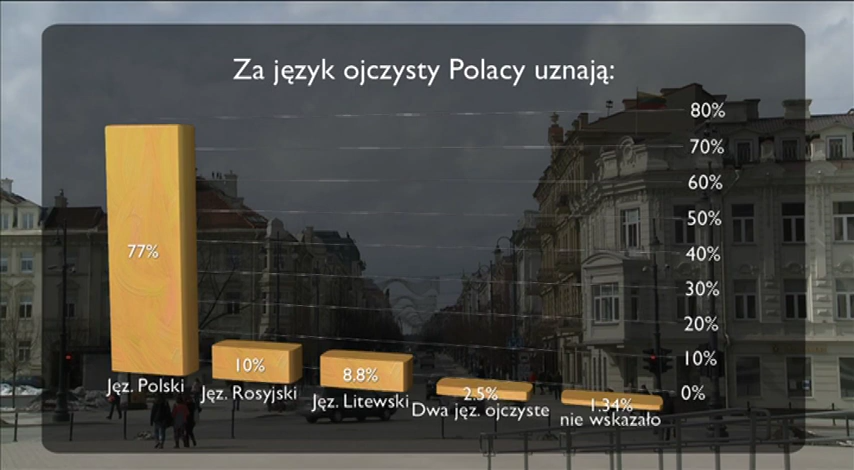 Za język ojczysty Polacy uznają:
80%
70%
60%
50%
40%
30%
20%
10%
0%
77%
10%
8.8%
2.5%
1.34%
Jęz. Polski
Jęz. Rosyjski
Jęz. Litewski
Dwa jęz. ojczyste
nie wskazało